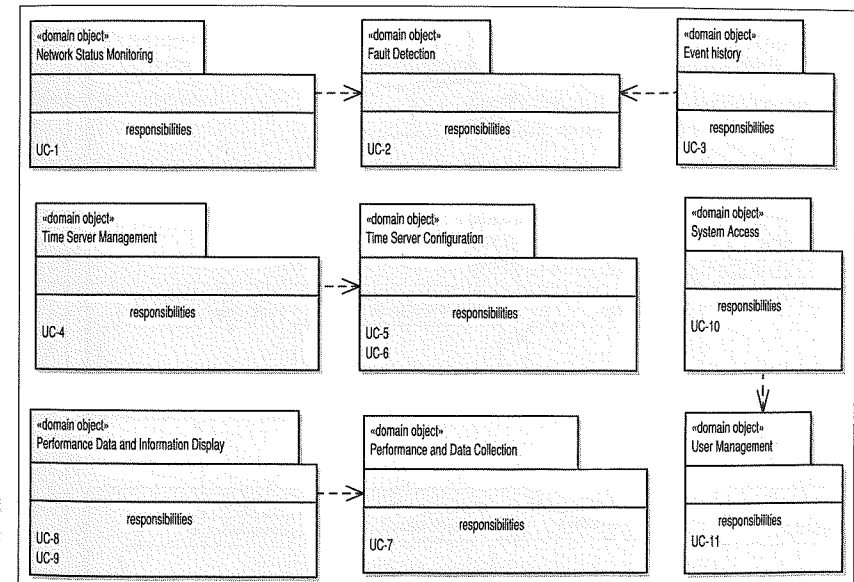 «domain object»
Network Status Monitoring
responsibilities
UC-1
«domain object»
Fault Detection
responsibilities
UC-2
«domain object»
Event history
responsibilities
UC-3
«domain object»
Time Server Management
responsibilities
UC-4
«domain object»
Time Server Configuration
responsibilities
UC-5
UC-6
«domain object»
System Access
responsibilities
UC-10
«domain object»
Performance Data and Information Display
responsibilities
UC-8
UC-9
«domain object»
Performance and Data Collection
responsibilities
UC-7
«domain object»
User Management
responsibilities
UC-11